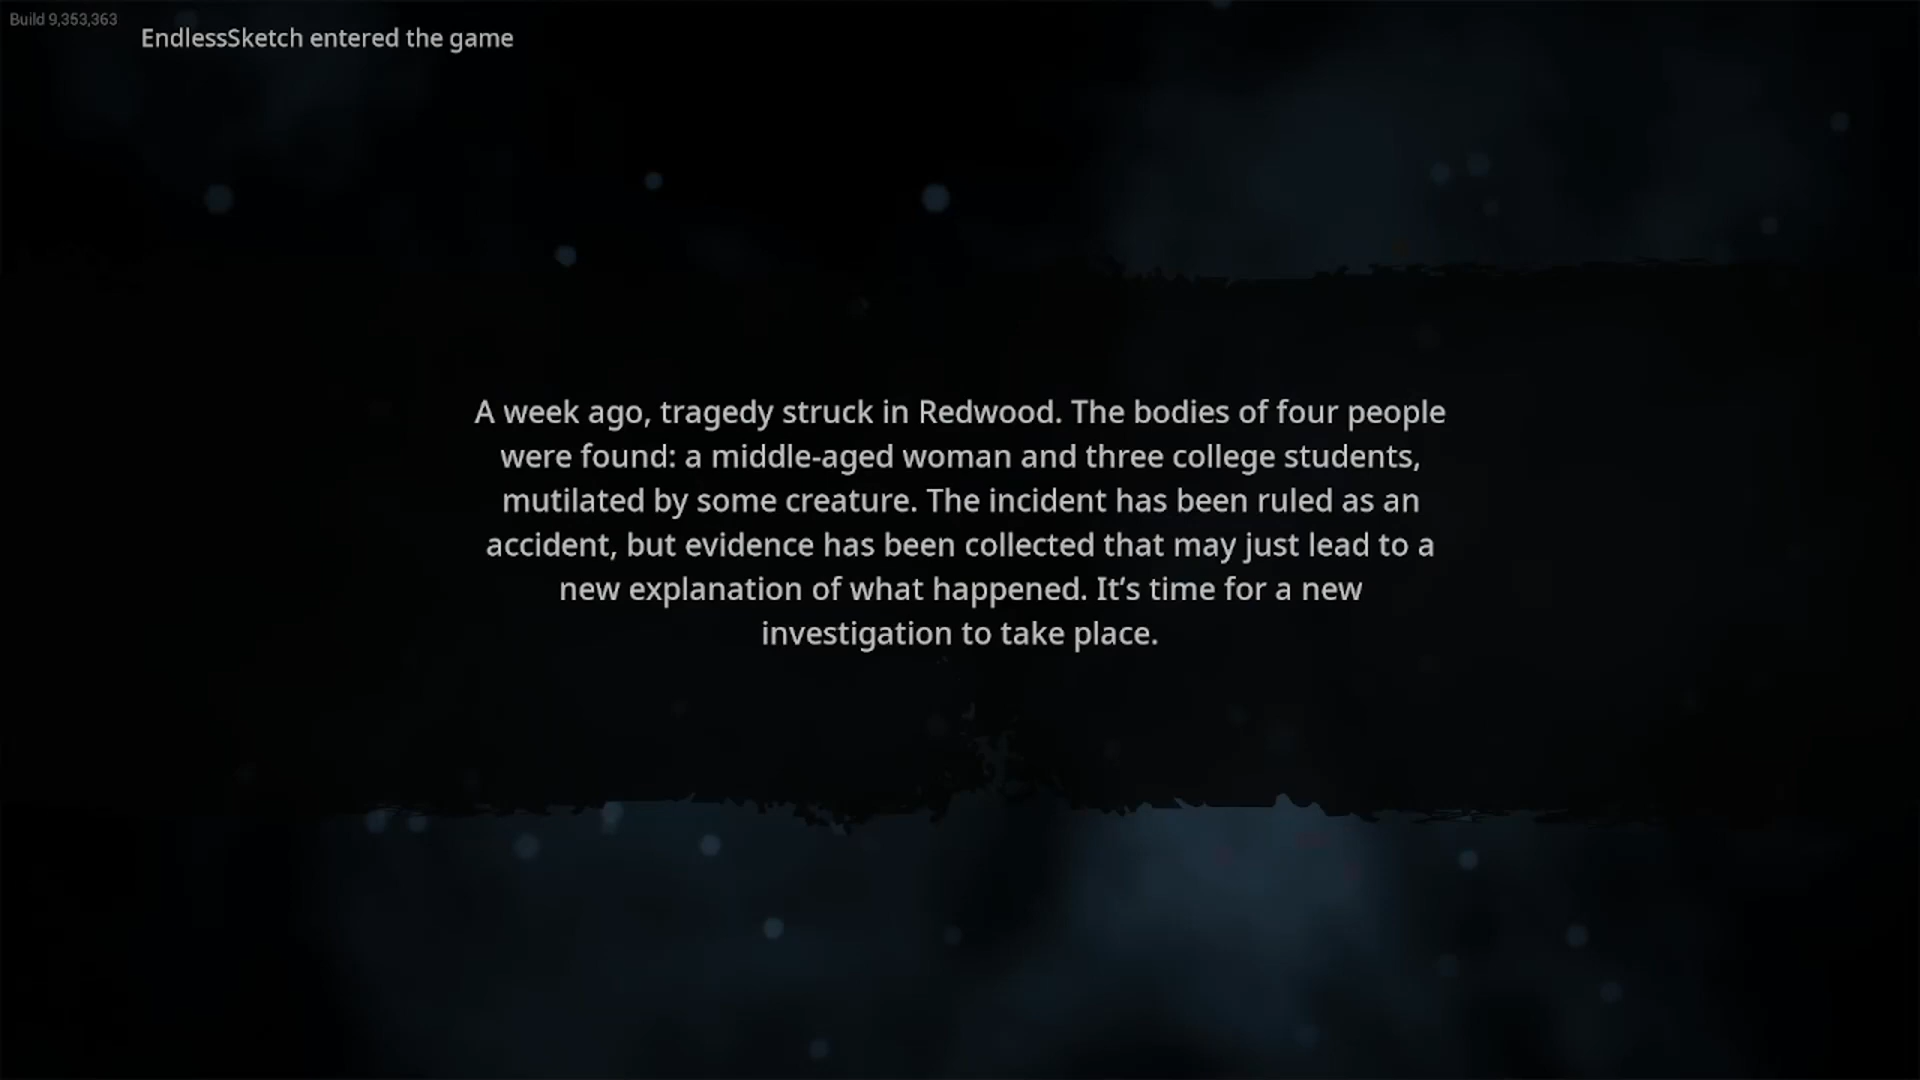 Build 9,353,363
EndlessSketch entered the game
A week ago, tragedy struck in Redwood. The bodies of four people
were found: a middle-aged woman and three college students,
mutilated by some creature. The incident has been ruled as an
accident, but evidence has been collected that may just lead to a
new explanation of what happened. It’s time for a new
investigation to take place.